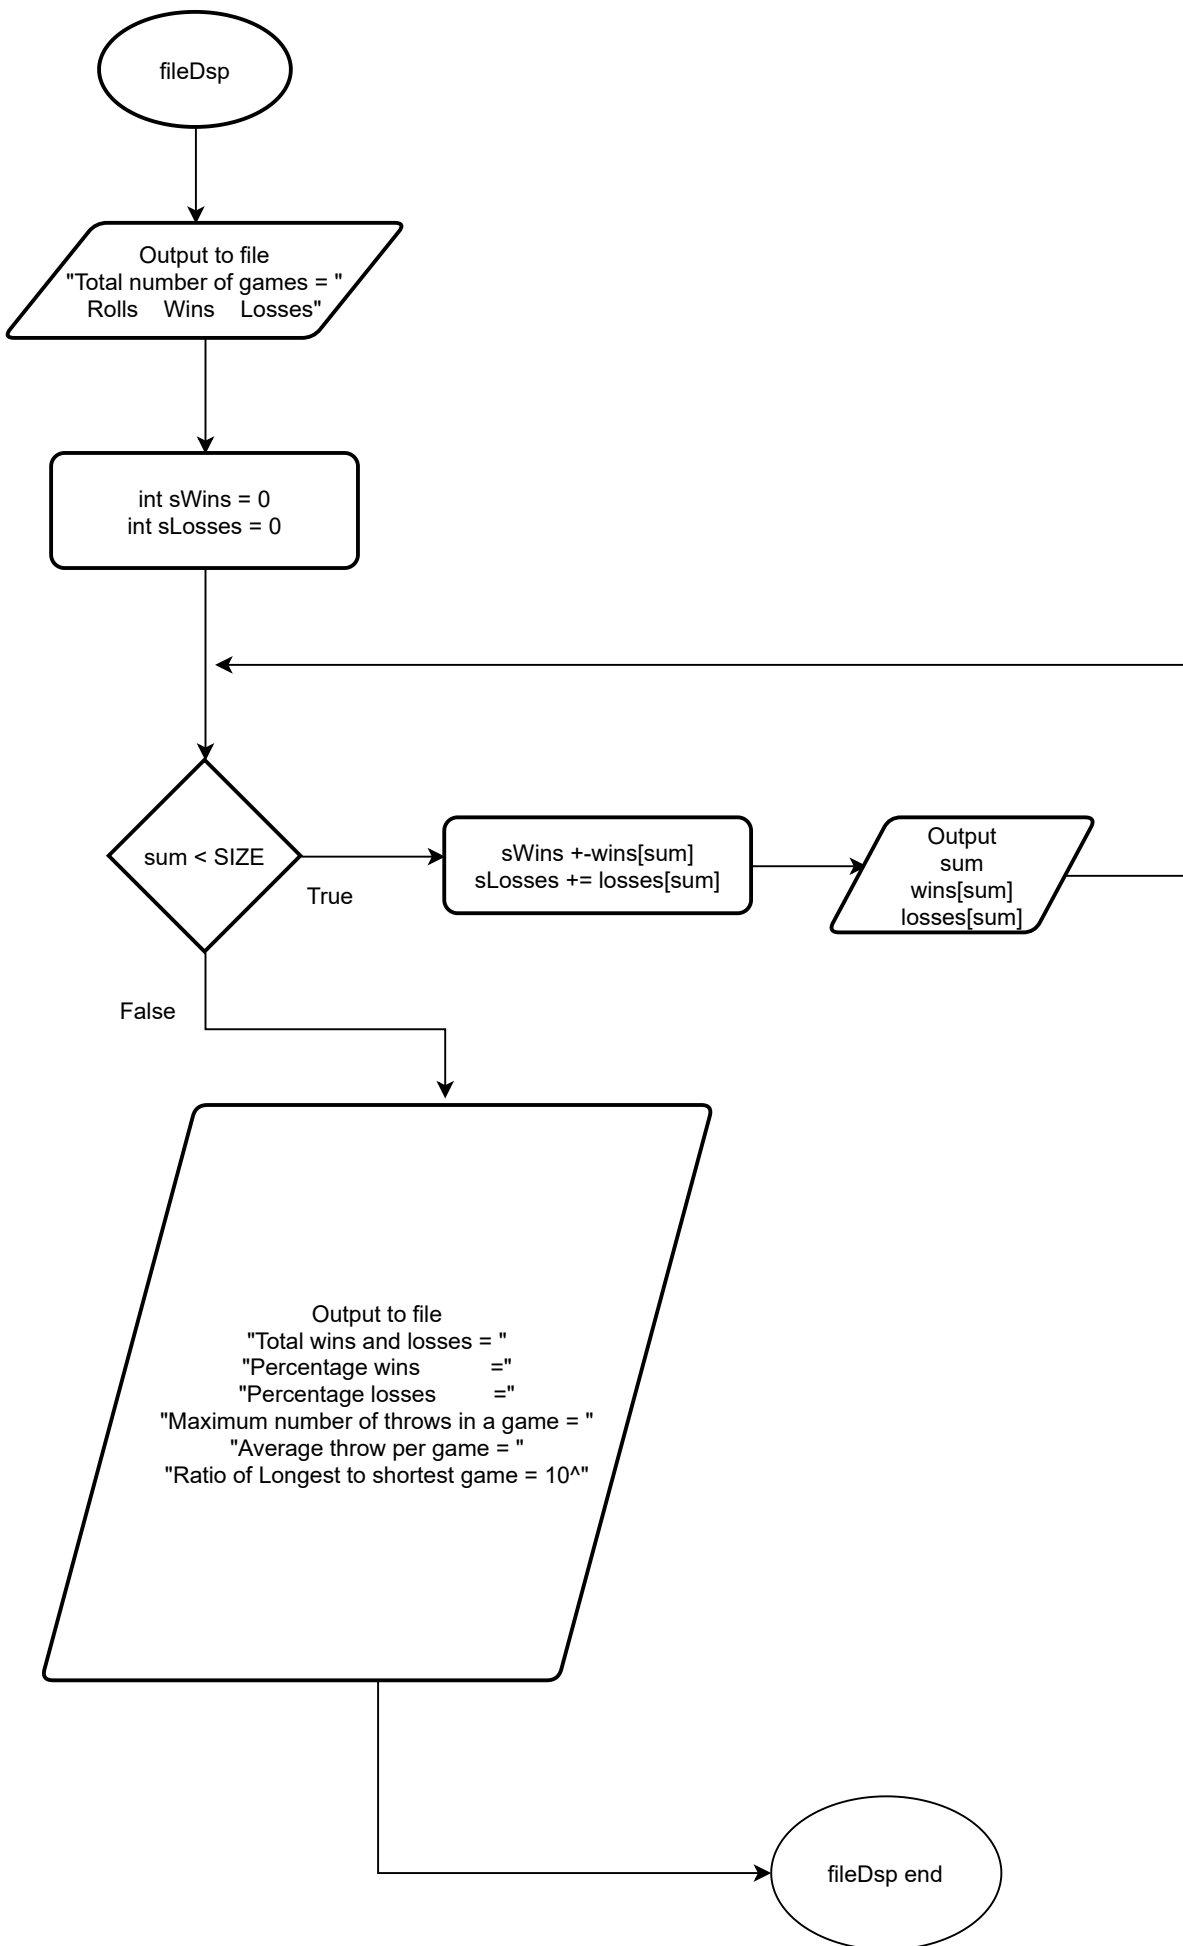 fileDsp
Output to file
"Total number of games = "
Rolls    Wins    Losses"
int sWins = 0
int sLosses = 0
sum < SIZE
True
sWins +-wins[sum]
sLosses += losses[sum]
Output
sum
wins[sum]
losses[sum]
False
Output to file
"Total wins and losses = "
"Percentage wins           ="
"Percentage losses         ="
"Maximum number of throws in a game = "
"Average throw per game = "
"Ratio of Longest to shortest game = 10^"
fileDsp end